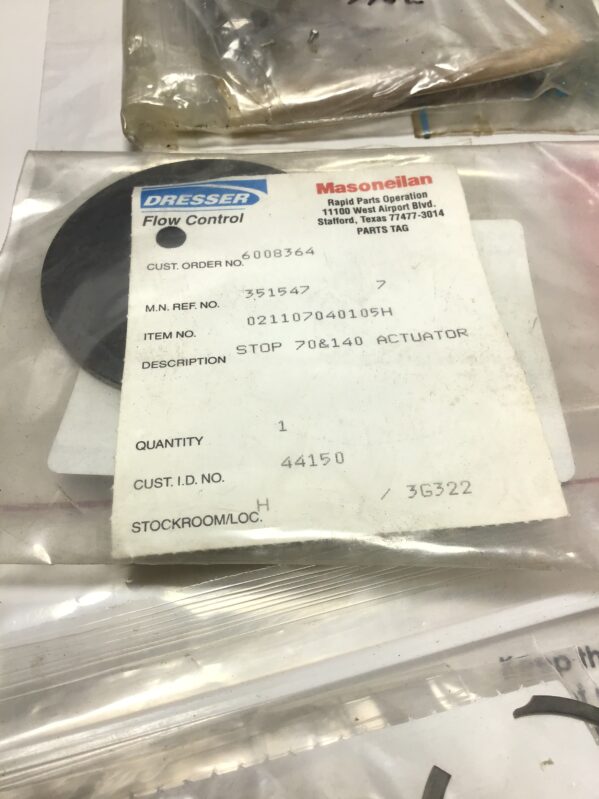 DRESSER
Flow Control
Masoneilan
Rapid Parts Operation
11100 West Airport Blvd.
Stafford, Texas 77477-3014
PARTS TAG
CUST. ORDER NO. 6008364
M.N. REF. NO. 351547 7
ITEM NO. 021107040105H
DESCRIPTION STOP 70&140 ACTUATOR
QUANTITY 1
CUST. I.D. NO. 44150
STOCKROOM/LOC. H / 3G322